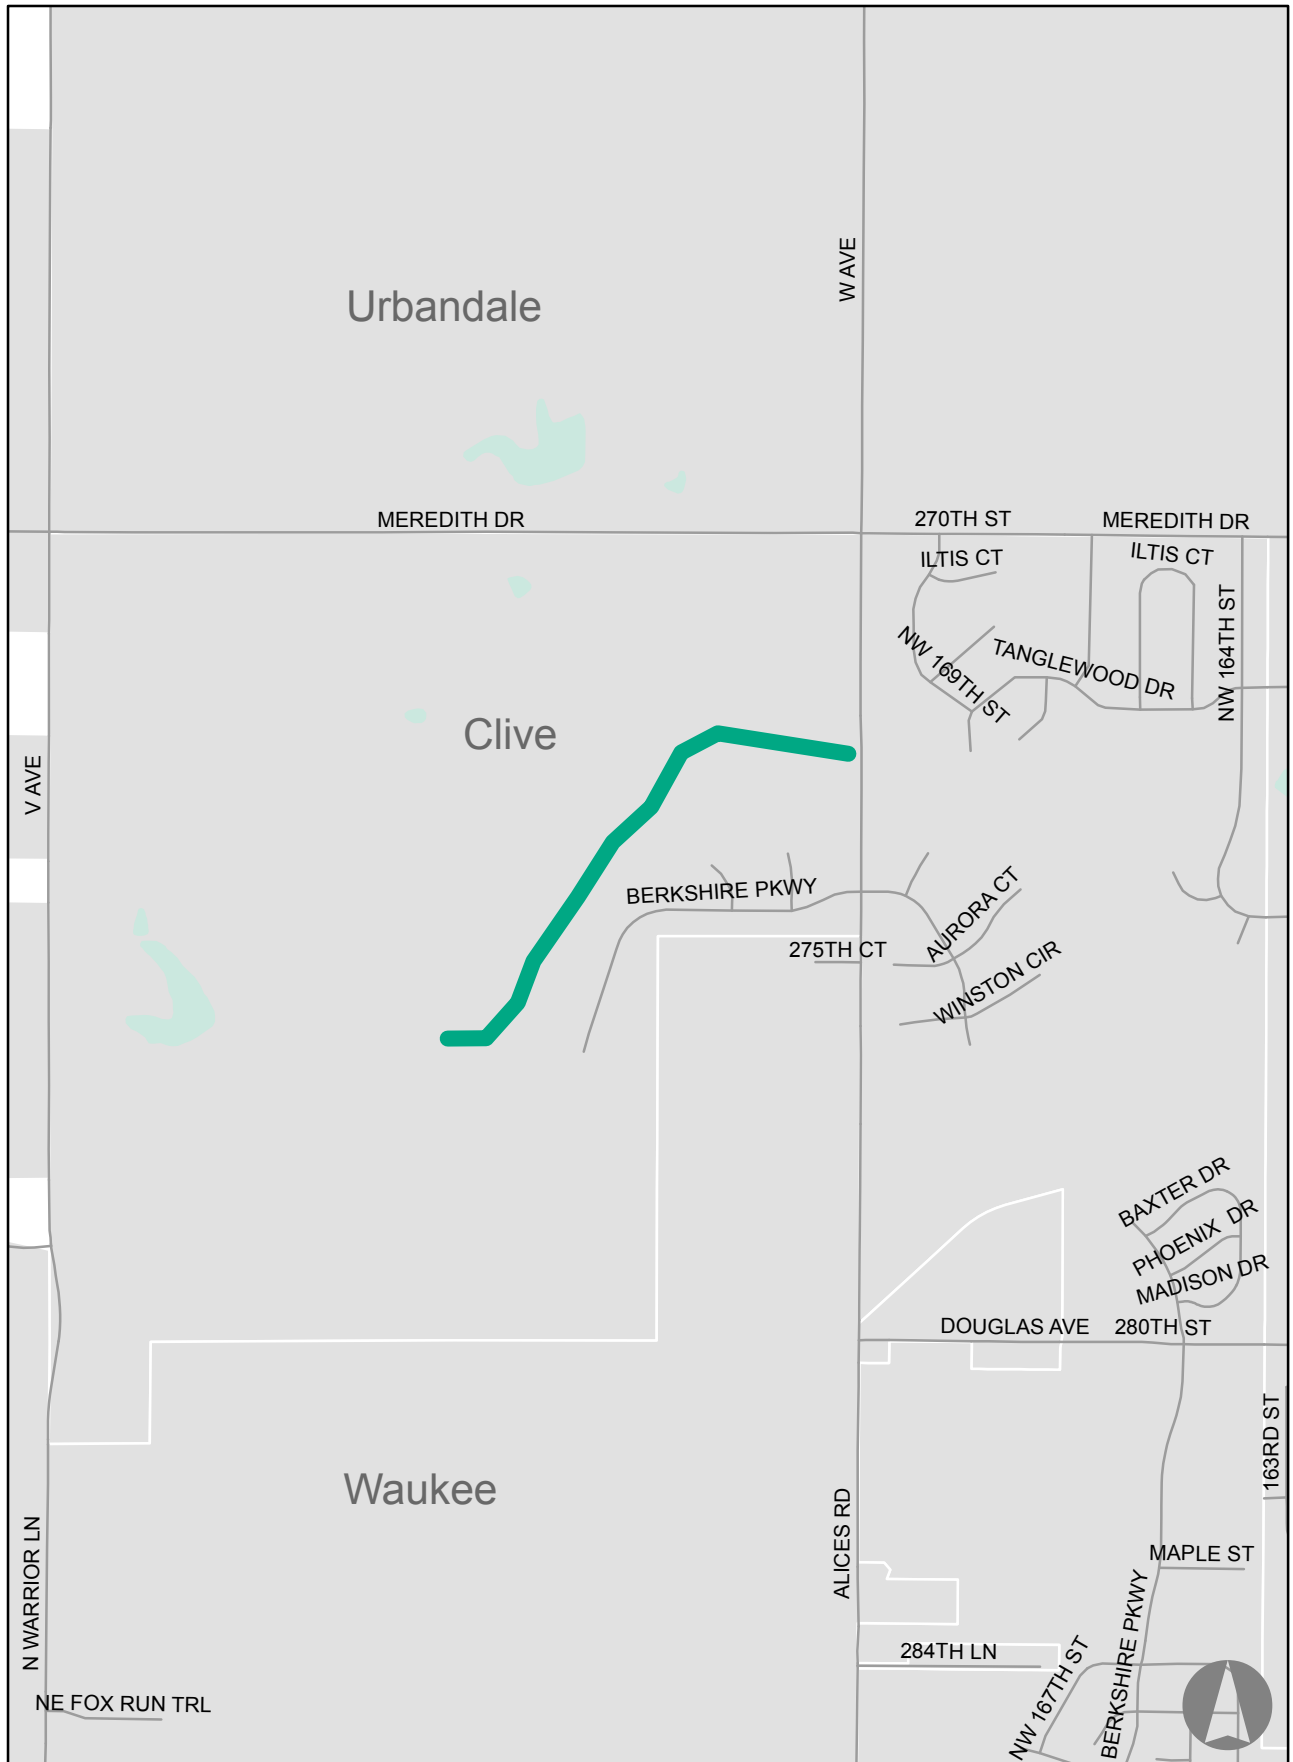 W AVE
Urbandale
MEREDITH DR
270TH ST
MEREDITH DR
ILTIS CT
ILTIS CT
NW 164TH ST
NW 169TH ST
TANGLEWOOD DR
Clive
V AVE
BERKSHIRE PKWY
AURORA CT
275TH CT
WINSTON CIR
BAXTER DR
PHOENIX DR
MADISON DR
DOUGLAS AVE
280TH ST
163RD ST
Waukee
ALICES RD
N WARRIOR LN
MAPLE ST
BERKSHIRE PKWY
284TH LN
NW 167TH ST
NE FOX RUN TRL